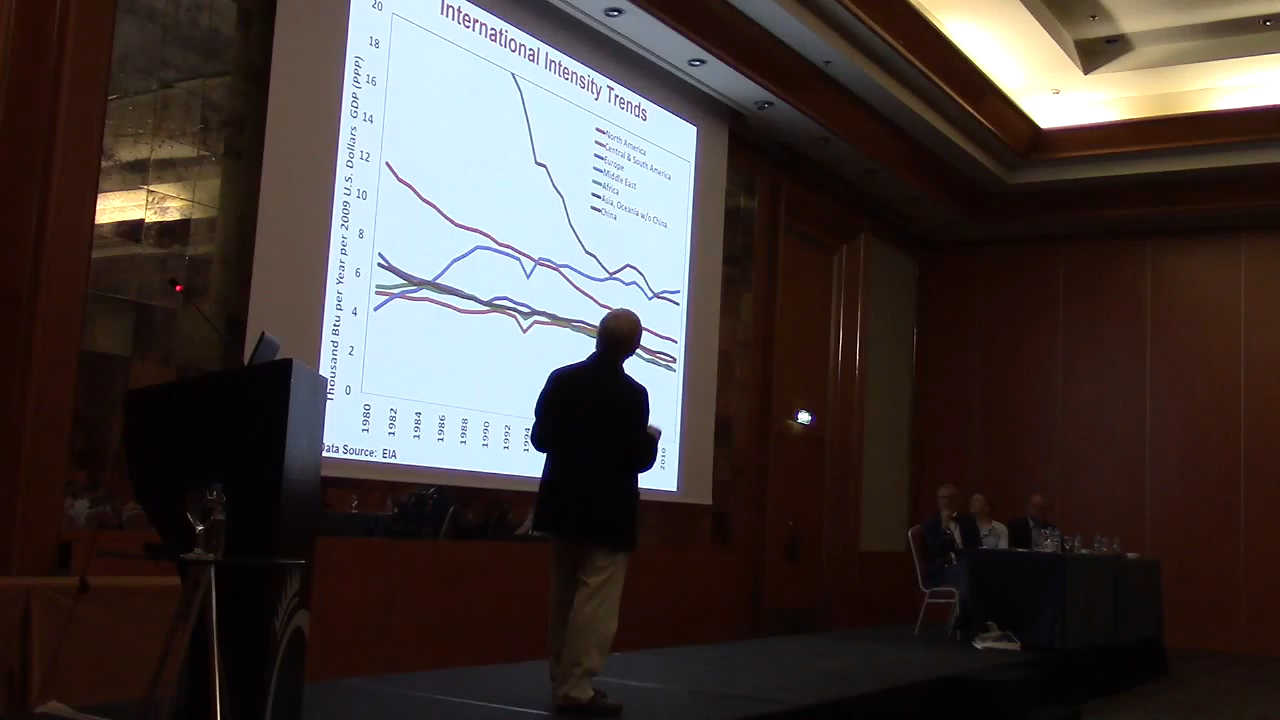 International Intensity Trends
Thousand Btu per Year per 2009 U.S. Dollars GDP (PPP)
20
18
16
14
12
10
8
6
4
2
0
North America
Central & South America
Europe
Middle East
Africa
Asia, Oceania w/o China
China
1980
1982
1984
1986
1988
1990
1992
1994
2010
Data Source: EIA